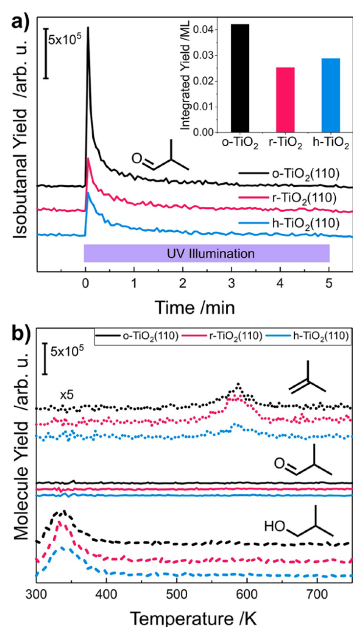 a)
5x10⁵
Isobutanal Yield /arb. u.
Integrated Yield /ML
0.04
0.03
0.02
0.01
0.00
o-TiO₂ r-TiO₂ h-TiO₂
O
o-TiO₂(110)
r-TiO₂(110)
h-TiO₂(110)
UV Illumination
-1 0 1 2 3 4 5
Time /min
b)
o-TiO₂(110) r-TiO₂(110) h-TiO₂(110)
5x10⁵
Molecule Yield /arb. u.
x5
O
HO
300 400 500 600 700
Temperature /K